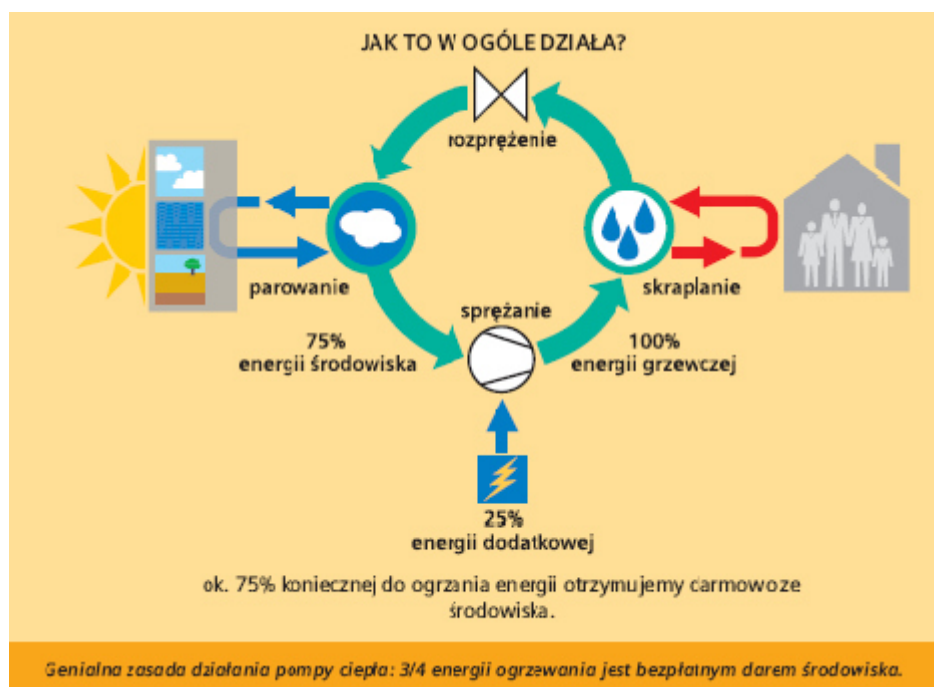 JAK TO W OGÓLE DZIAŁA?
rozprężenie
parowanie
skraplanie
sprężanie
75%
energii środowiska
100%
energii grzewczej
25%
energii dodatkowej
ok. 75% koniecznej do ogrzania energii otrzymujemy darmowo ze
środowiska.
Genialna zasada działania pompy ciepła: 3/4 energii ogrzewania jest bezpłatnym darem środowiska.